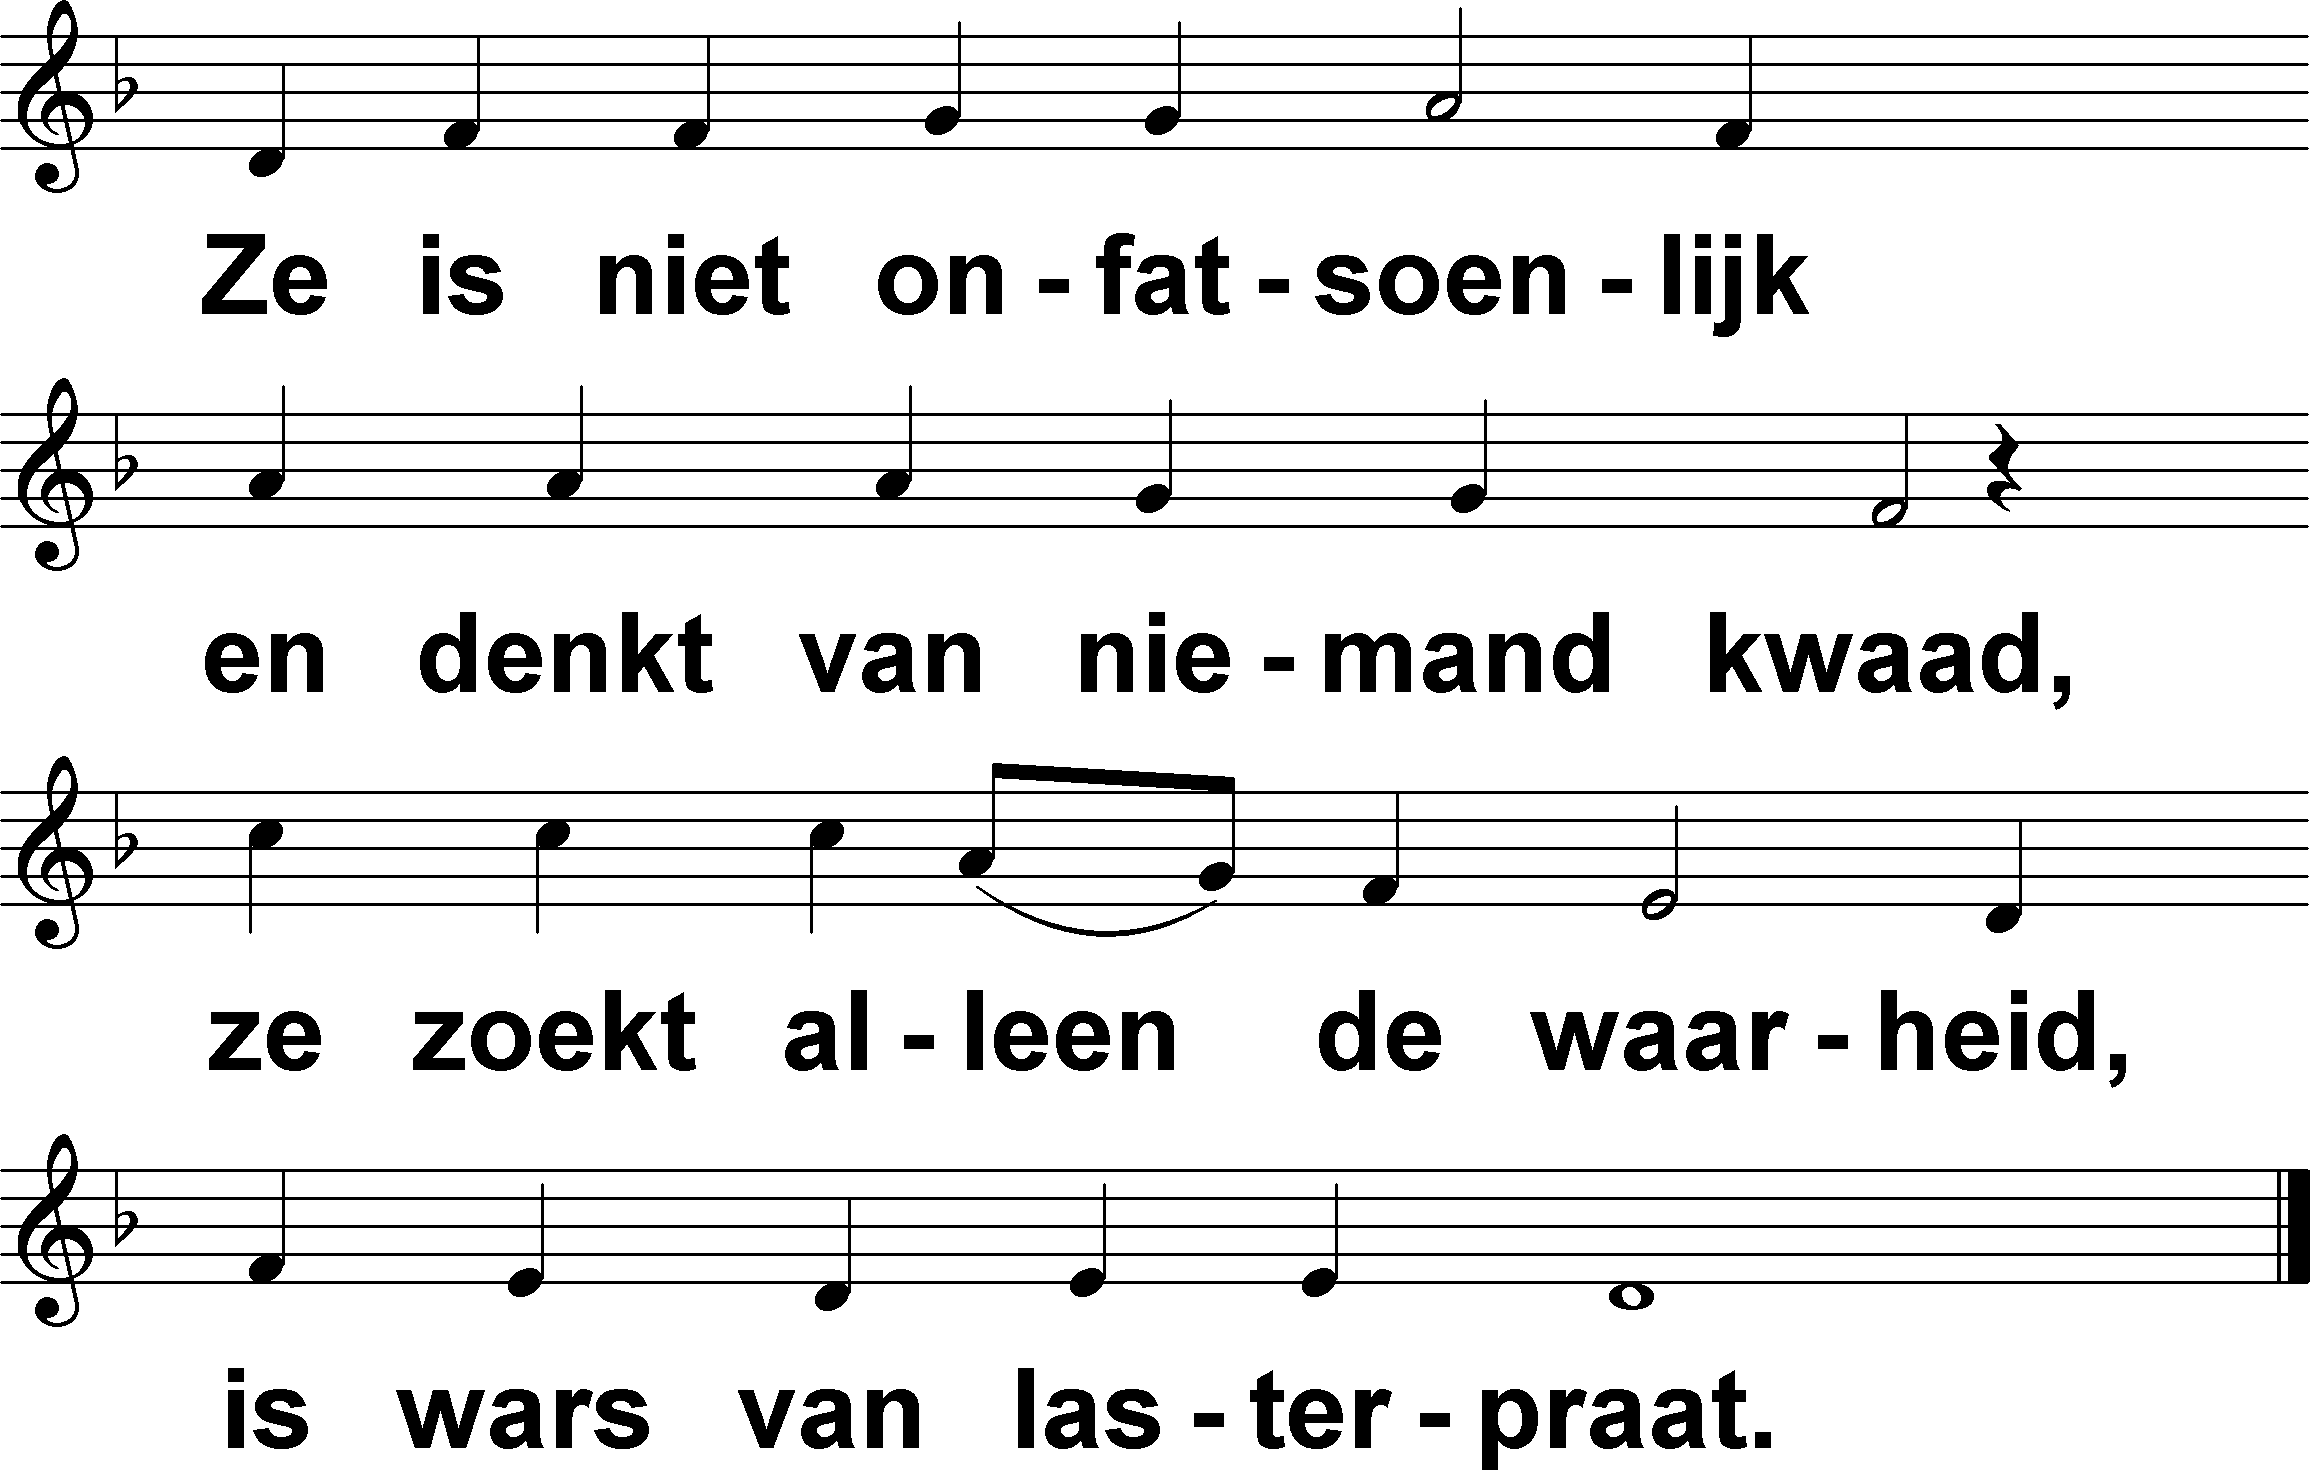 Ze is niet on - fat - soen - lijk
en denkt van nie - mand kwaad,
ze zoekt al - leen de waar - heid,
is wars van las - ter - praat.